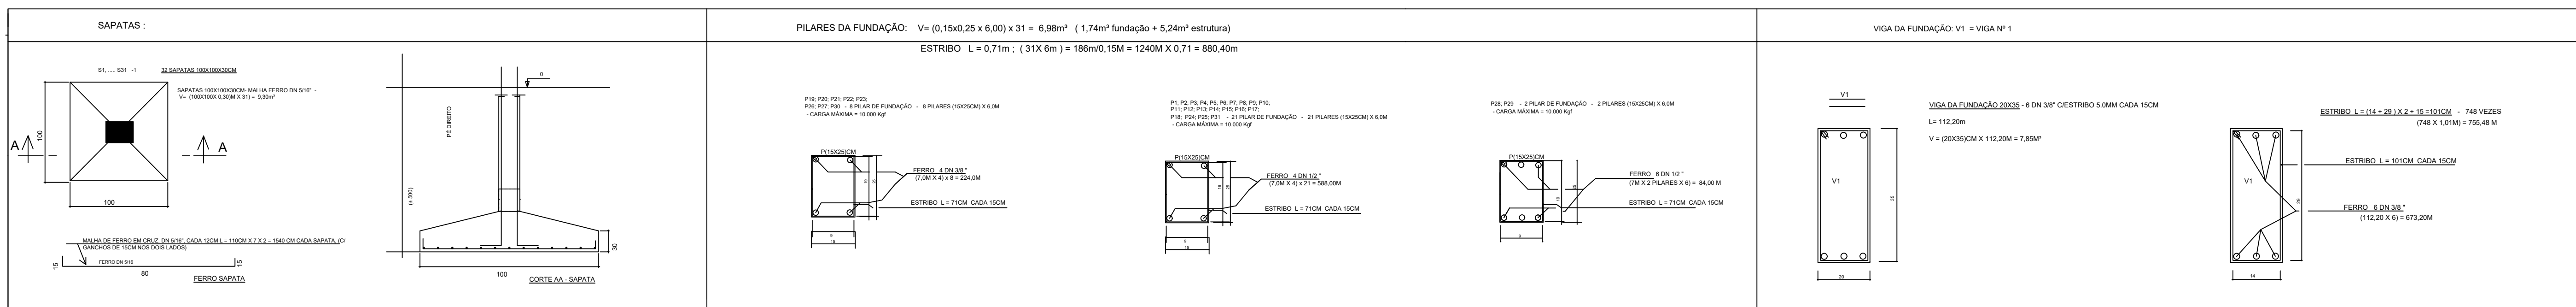 SAPATAS :
S1, .... S31 -1 32 SAPATAS 100X100X30CM
SAPATAS 100X100X30CM- MALHA FERRO DN 5/16" -
V= (100X100X 0,30)M X 31) = 9,30m³
100
A
A
100
MALHA DE FERRO EM CRUZ, DN 5/16", CADA 12CM L = 110CM X 7 X 2 = 1540 CM CADA SAPATA, (C/
GANCHOS DE 15CM NOS DOIS LADOS)
15
FERRO DN 5/16
15
80
FERRO SAPATA
0
PÉ DIREITO
(± 500)
30
100
CORTE AA - SAPATA
PILARES DA FUNDAÇÃO: V= (0,15x0,25 x 6,00) x 31 = 6,98m³ ( 1,74m³ fundação + 5,24m³ estrutura)
ESTRIBO L = 0,71m ; ( 31X 6m ) = 186m/0,15M = 1240M X 0,71 = 880,40m
P19; P20; P21; P22; P23;
P26; P27; P30 - 8 PILAR DE FUNDAÇÃO - 8 PILARES (15X25CM) X 6,0M
- CARGA MÁXIMA = 10.000 Kgf
P(15X25)CM
FERRO 4 DN 3/8 "
(7,0M X 4) x 8 = 224,0M
19
25
ESTRIBO L = 71CM CADA 15CM
9
15
P1; P2; P3; P4; P5; P6; P7; P8; P9; P10;
P11; P12; P13; P14; P15; P16; P17;
P18; P24; P25; P31 - 21 PILAR DE FUNDAÇÃO - 21 PILARES (15X25CM) X 6,0M
- CARGA MÁXIMA = 10.000 Kgf
P(15X25)CM
FERRO 4 DN 1/2 "
(7,0M X 4) x 21 = 588,00M
19
25
ESTRIBO L = 71CM CADA 15CM
9
15
P28; P29 - 2 PILAR DE FUNDAÇÃO - 2 PILARES (15X25CM) X 6,0M
- CARGA MÁXIMA = 10.000 Kgf
P(15X25)CM
FERRO 6 DN 1/2 "
(7M X 2 PILARES X 6) = 84,00 M
19
25
ESTRIBO L = 71CM CADA 15CM
9
VIGA DA FUNDAÇÃO: V1 = VIGA Nº 1
V1
VIGA DA FUNDAÇÃO 20X35 - 6 DN 3/8" C/ESTRIBO 5.0MM CADA 15CM
L= 112,20m
V = (20X35)CM X 112,20M = 7,85M³
V1
35
20
ESTRIBO L = (14 + 29 ) X 2 + 15 =101CM - 748 VEZES
(748 X 1,01M) = 755,48 M
ESTRIBO L = 101CM CADA 15CM
V1
29
FERRO 6 DN 3/8 "
(112,20 X 6) = 673,20M
14